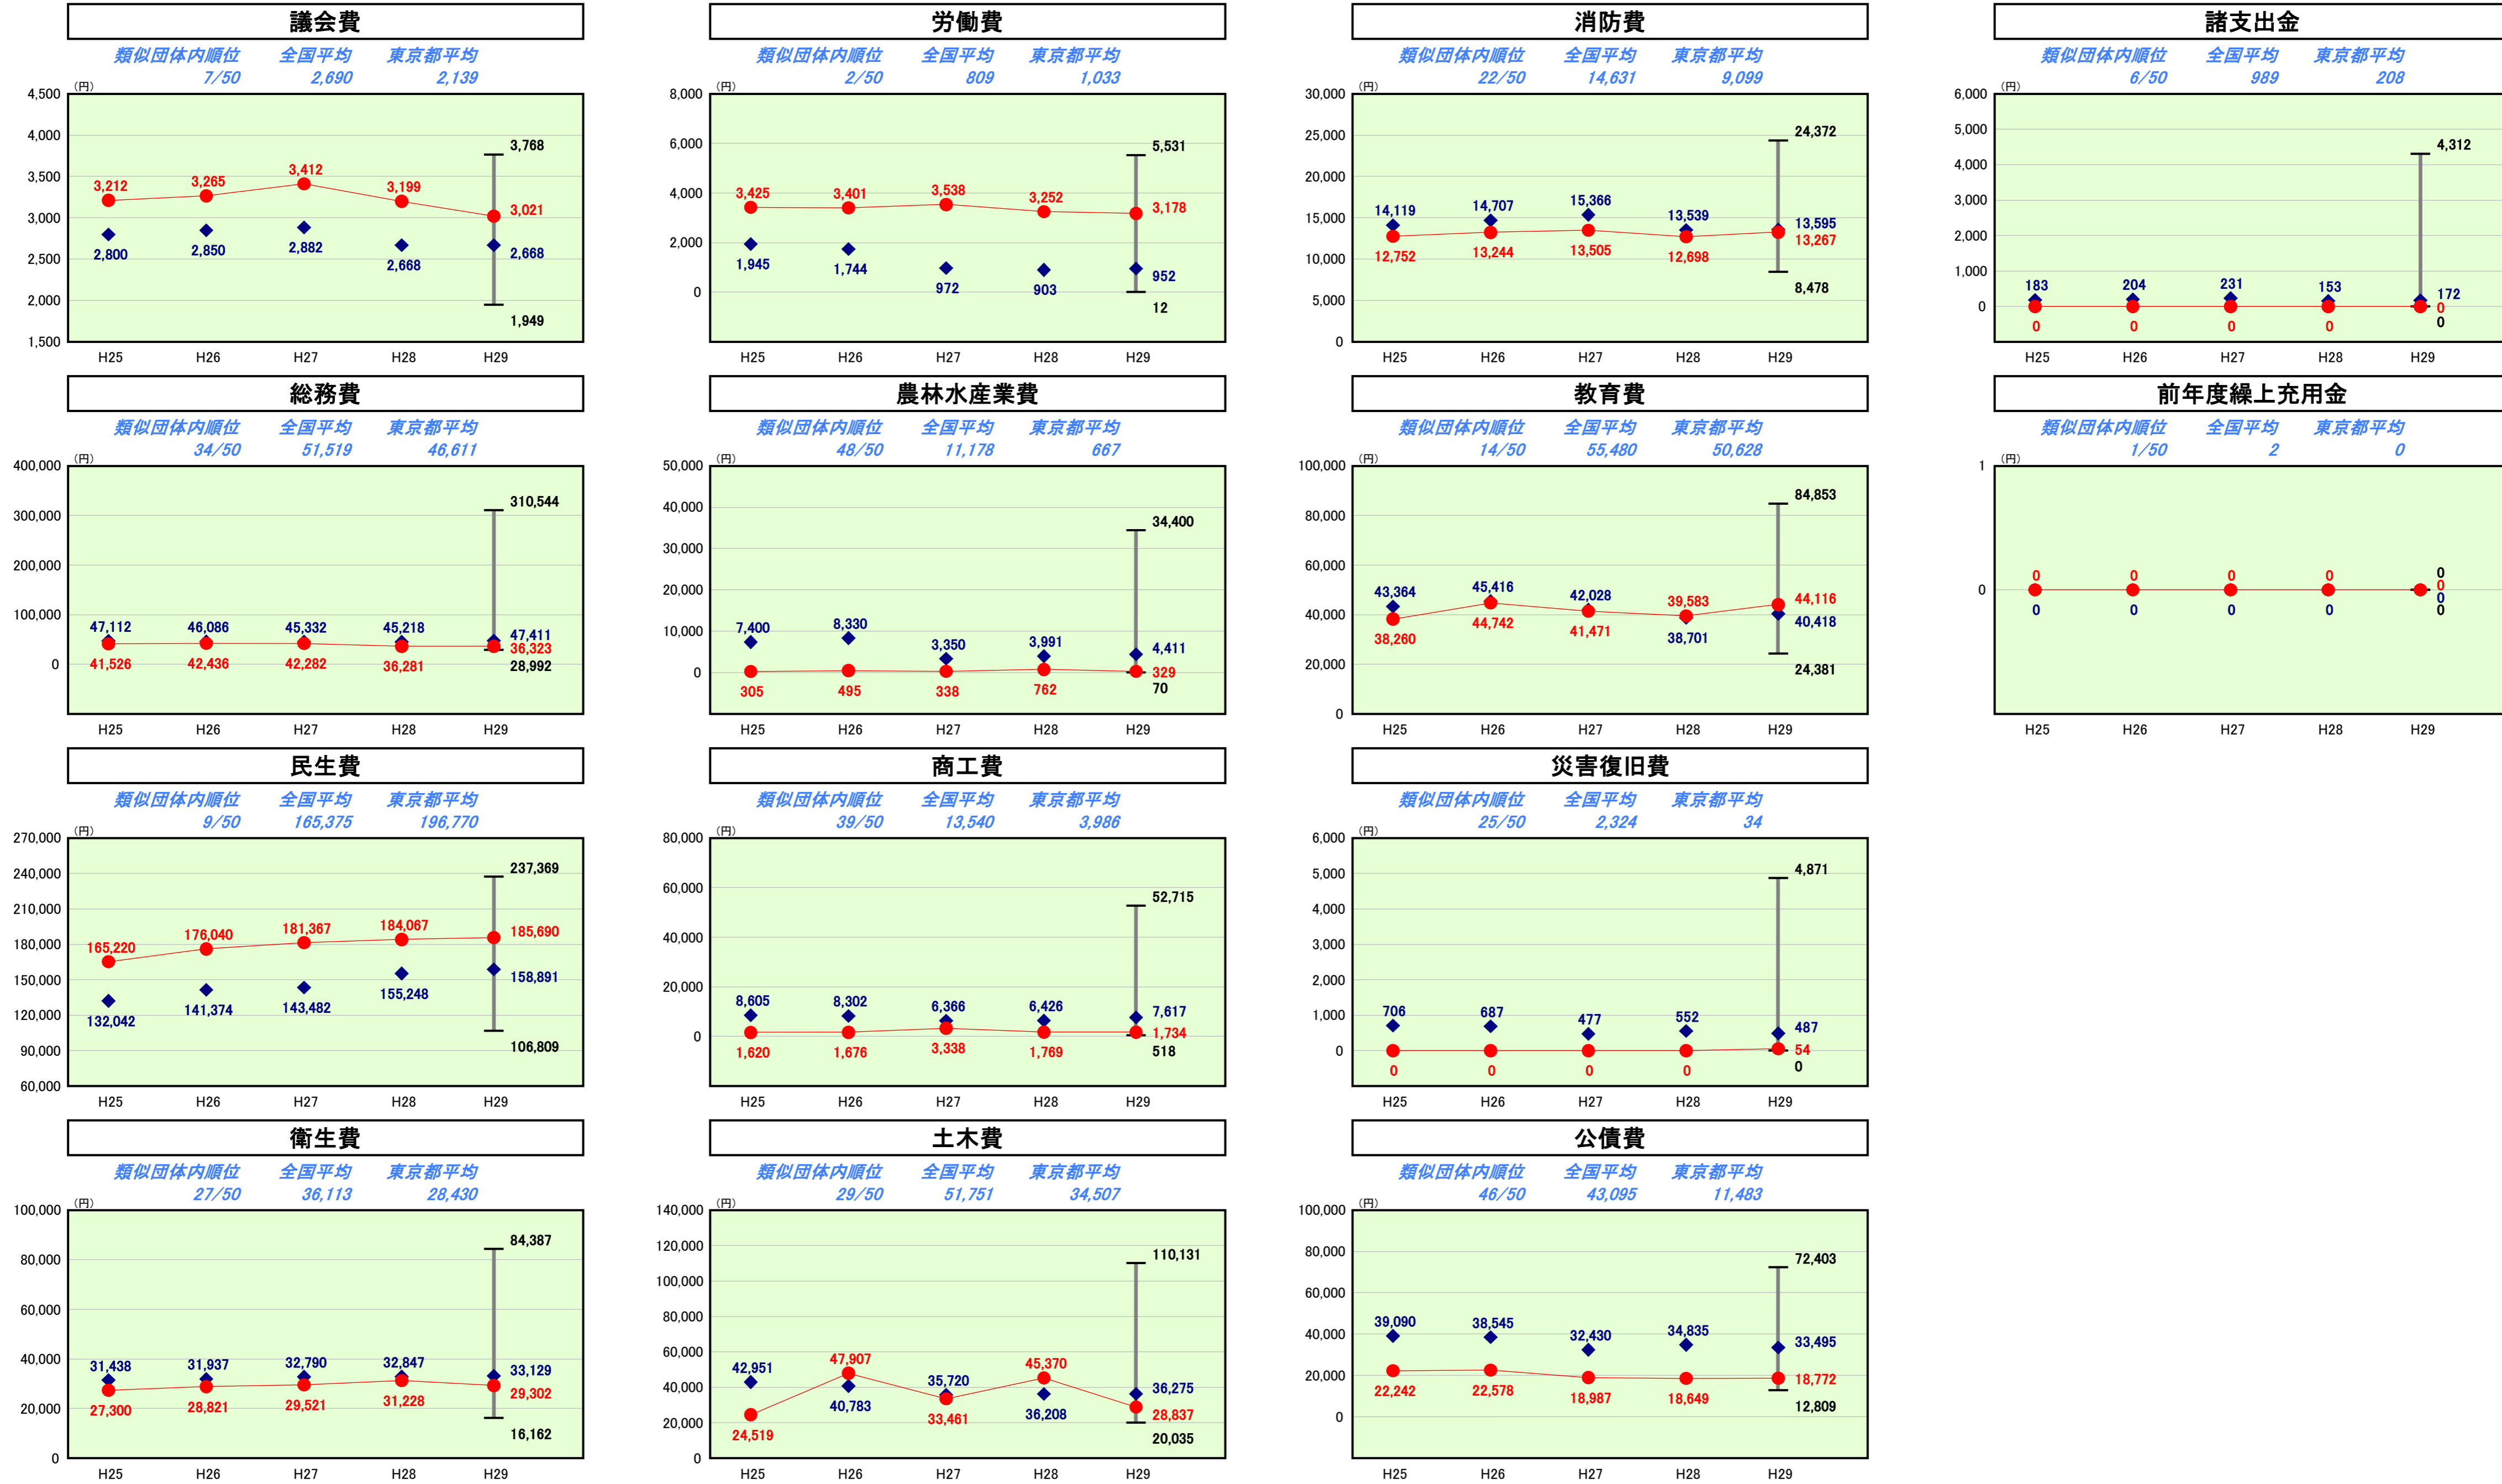 議会費
類似団体内順位 全国平均 東京都平均
7/50 2,690 2,139
(円)
4,500
4,000
3,500
3,000
2,500
2,000
1,500
3,212 3,265 3,412 3,199 3,021
2,800 2,850 2,882 2,668 2,668
3,768
1,949
H25 H26 H27 H28 H29
労働費
類似団体内順位 全国平均 東京都平均
2/50 809 1,033
(円)
8,000
6,000
4,000
2,000
0
3,425 3,401 3,538 3,252 3,178
1,945 1,744 972 903 952
5,531
12
H25 H26 H27 H28 H29
消防費
類似団体内順位 全国平均 東京都平均
22/50 14,631 9,099
(円)
30,000
25,000
20,000
15,000
10,000
5,000
0
14,119 14,707 15,366 13,539 13,595
12,752 13,244 13,505 12,698 13,267
24,372
8,478
H25 H26 H27 H28 H29
諸支出金
類似団体内順位 全国平均 東京都平均
6/50 989 208
(円)
6,000
5,000
4,000
3,000
2,000
1,000
0
183 204 231 153 172
0 0 0 0 0
4,312
0
H25 H26 H27 H28 H29
総務費
類似団体内順位 全国平均 東京都平均
34/50 51,519 46,611
(円)
400,000
300,000
200,000
100,000
0
47,112 46,086 45,332 45,218 47,411
41,526 42,436 42,282 36,281 36,323
310,544
28,992
H25 H26 H27 H28 H29
農林水産業費
類似団体内順位 全国平均 東京都平均
48/50 11,178 667
(円)
50,000
40,000
30,000
20,000
10,000
0
7,400 8,330 3,350 3,991 4,411
305 495 338 762 329
34,400
70
H25 H26 H27 H28 H29
教育費
類似団体内順位 全国平均 東京都平均
14/50 55,480 50,628
(円)
100,000
80,000
60,000
40,000
20,000
0
43,364 45,416 42,028 39,583 44,116
38,260 44,742 41,471 38,701 40,418
84,853
24,381
H25 H26 H27 H28 H29
前年度繰上充用金
類似団体内順位 全国平均 東京都平均
1/50 2 0
(円)
1
0
0 0 0 0 0
0
0 0 0 0 0
0
H25 H26 H27 H28 H29
民生費
類似団体内順位 全国平均 東京都平均
9/50 165,375 196,770
(円)
270,000
240,000
210,000
180,000
150,000
120,000
90,000
60,000
165,220 176,040 181,367 184,067 185,690
132,042 141,374 143,482 155,248 158,891
237,369
106,809
H25 H26 H27 H28 H29
商工費
類似団体内順位 全国平均 東京都平均
39/50 13,540 3,986
(円)
80,000
60,000
40,000
20,000
0
8,605 8,302 6,366 6,426 7,617
1,620 1,676 3,338 1,769 1,734
52,715
518
H25 H26 H27 H28 H29
災害復旧費
類似団体内順位 全国平均 東京都平均
25/50 2,324 34
(円)
6,000
5,000
4,000
3,000
2,000
1,000
0
706 687 477 552 487
0 0 0 0 54
4,871
0
H25 H26 H27 H28 H29
衛生費
類似団体内順位 全国平均 東京都平均
27/50 36,113 28,430
(円)
100,000
80,000
60,000
40,000
20,000
0
31,438 31,937 32,790 32,847 33,129
27,300 28,821 29,521 31,228 29,302
84,387
16,162
H25 H26 H27 H28 H29
土木費
類似団体内順位 全国平均 東京都平均
29/50 51,751 34,507
(円)
140,000
120,000
100,000
80,000
60,000
40,000
20,000
0
42,951 47,907 35,720 45,370 36,275
24,519 40,783 33,461 36,208 28,837
110,131
20,035
H25 H26 H27 H28 H29
公債費
類似団体内順位 全国平均 東京都平均
46/50 43,095 11,483
(円)
100,000
80,000
60,000
40,000
20,000
0
39,090 38,545 32,430 34,835 33,495
22,242 22,578 18,987 18,649 18,772
72,403
12,809
H25 H26 H27 H28 H29